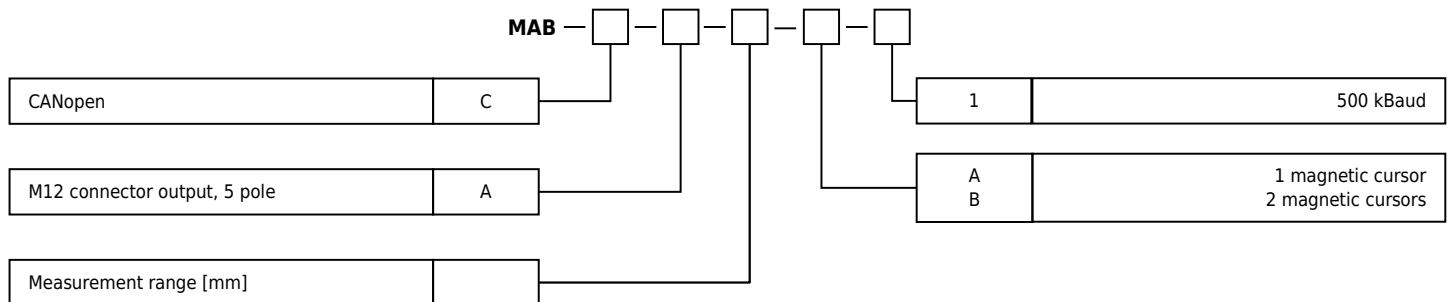 MAB
CANopen C
1 500 kBaud
M12 connector output, 5 pole A
A 1 magnetic cursor
B 2 magnetic cursors
Measurement range [mm]